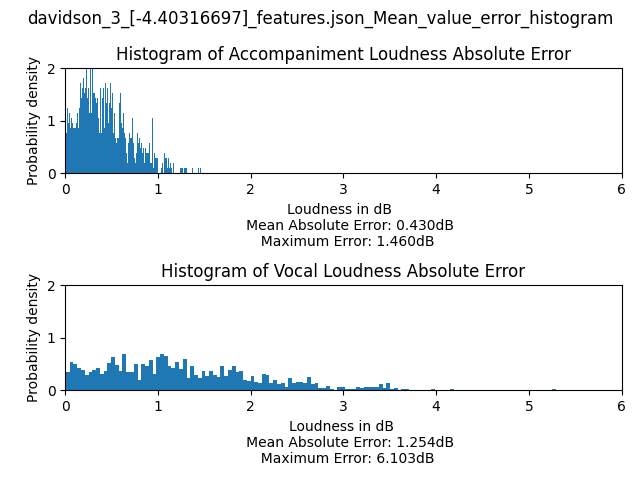 davidson_3_[-4.40316697]_features.json_Mean_value_error_histogram
Histogram of Accompaniment Loudness Absolute Error
Probability density
2
1
0
0 1 2 3 4 5 6
Loudness in dB
Mean Absolute Error: 0.430dB
Maximum Error: 1.460dB
Histogram of Vocal Loudness Absolute Error
Probability density
2
1
0
0 1 2 3 4 5 6
Loudness in dB
Mean Absolute Error: 1.254dB
Maximum Error: 6.103dB